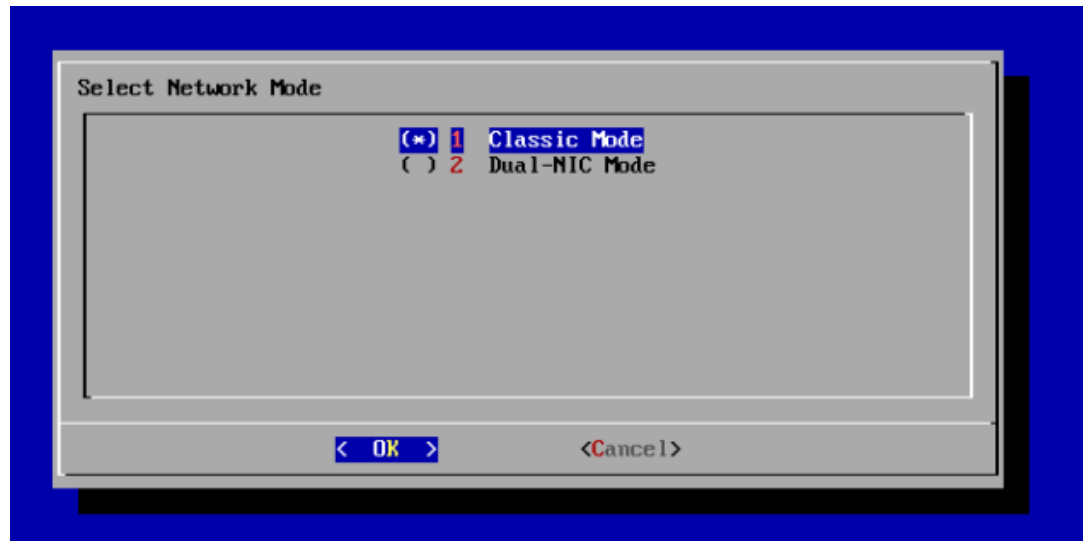 Select Network Mode
(*) 1 Classic Mode
( ) 2 Dual-NIC Mode
< OK > <Cancel>